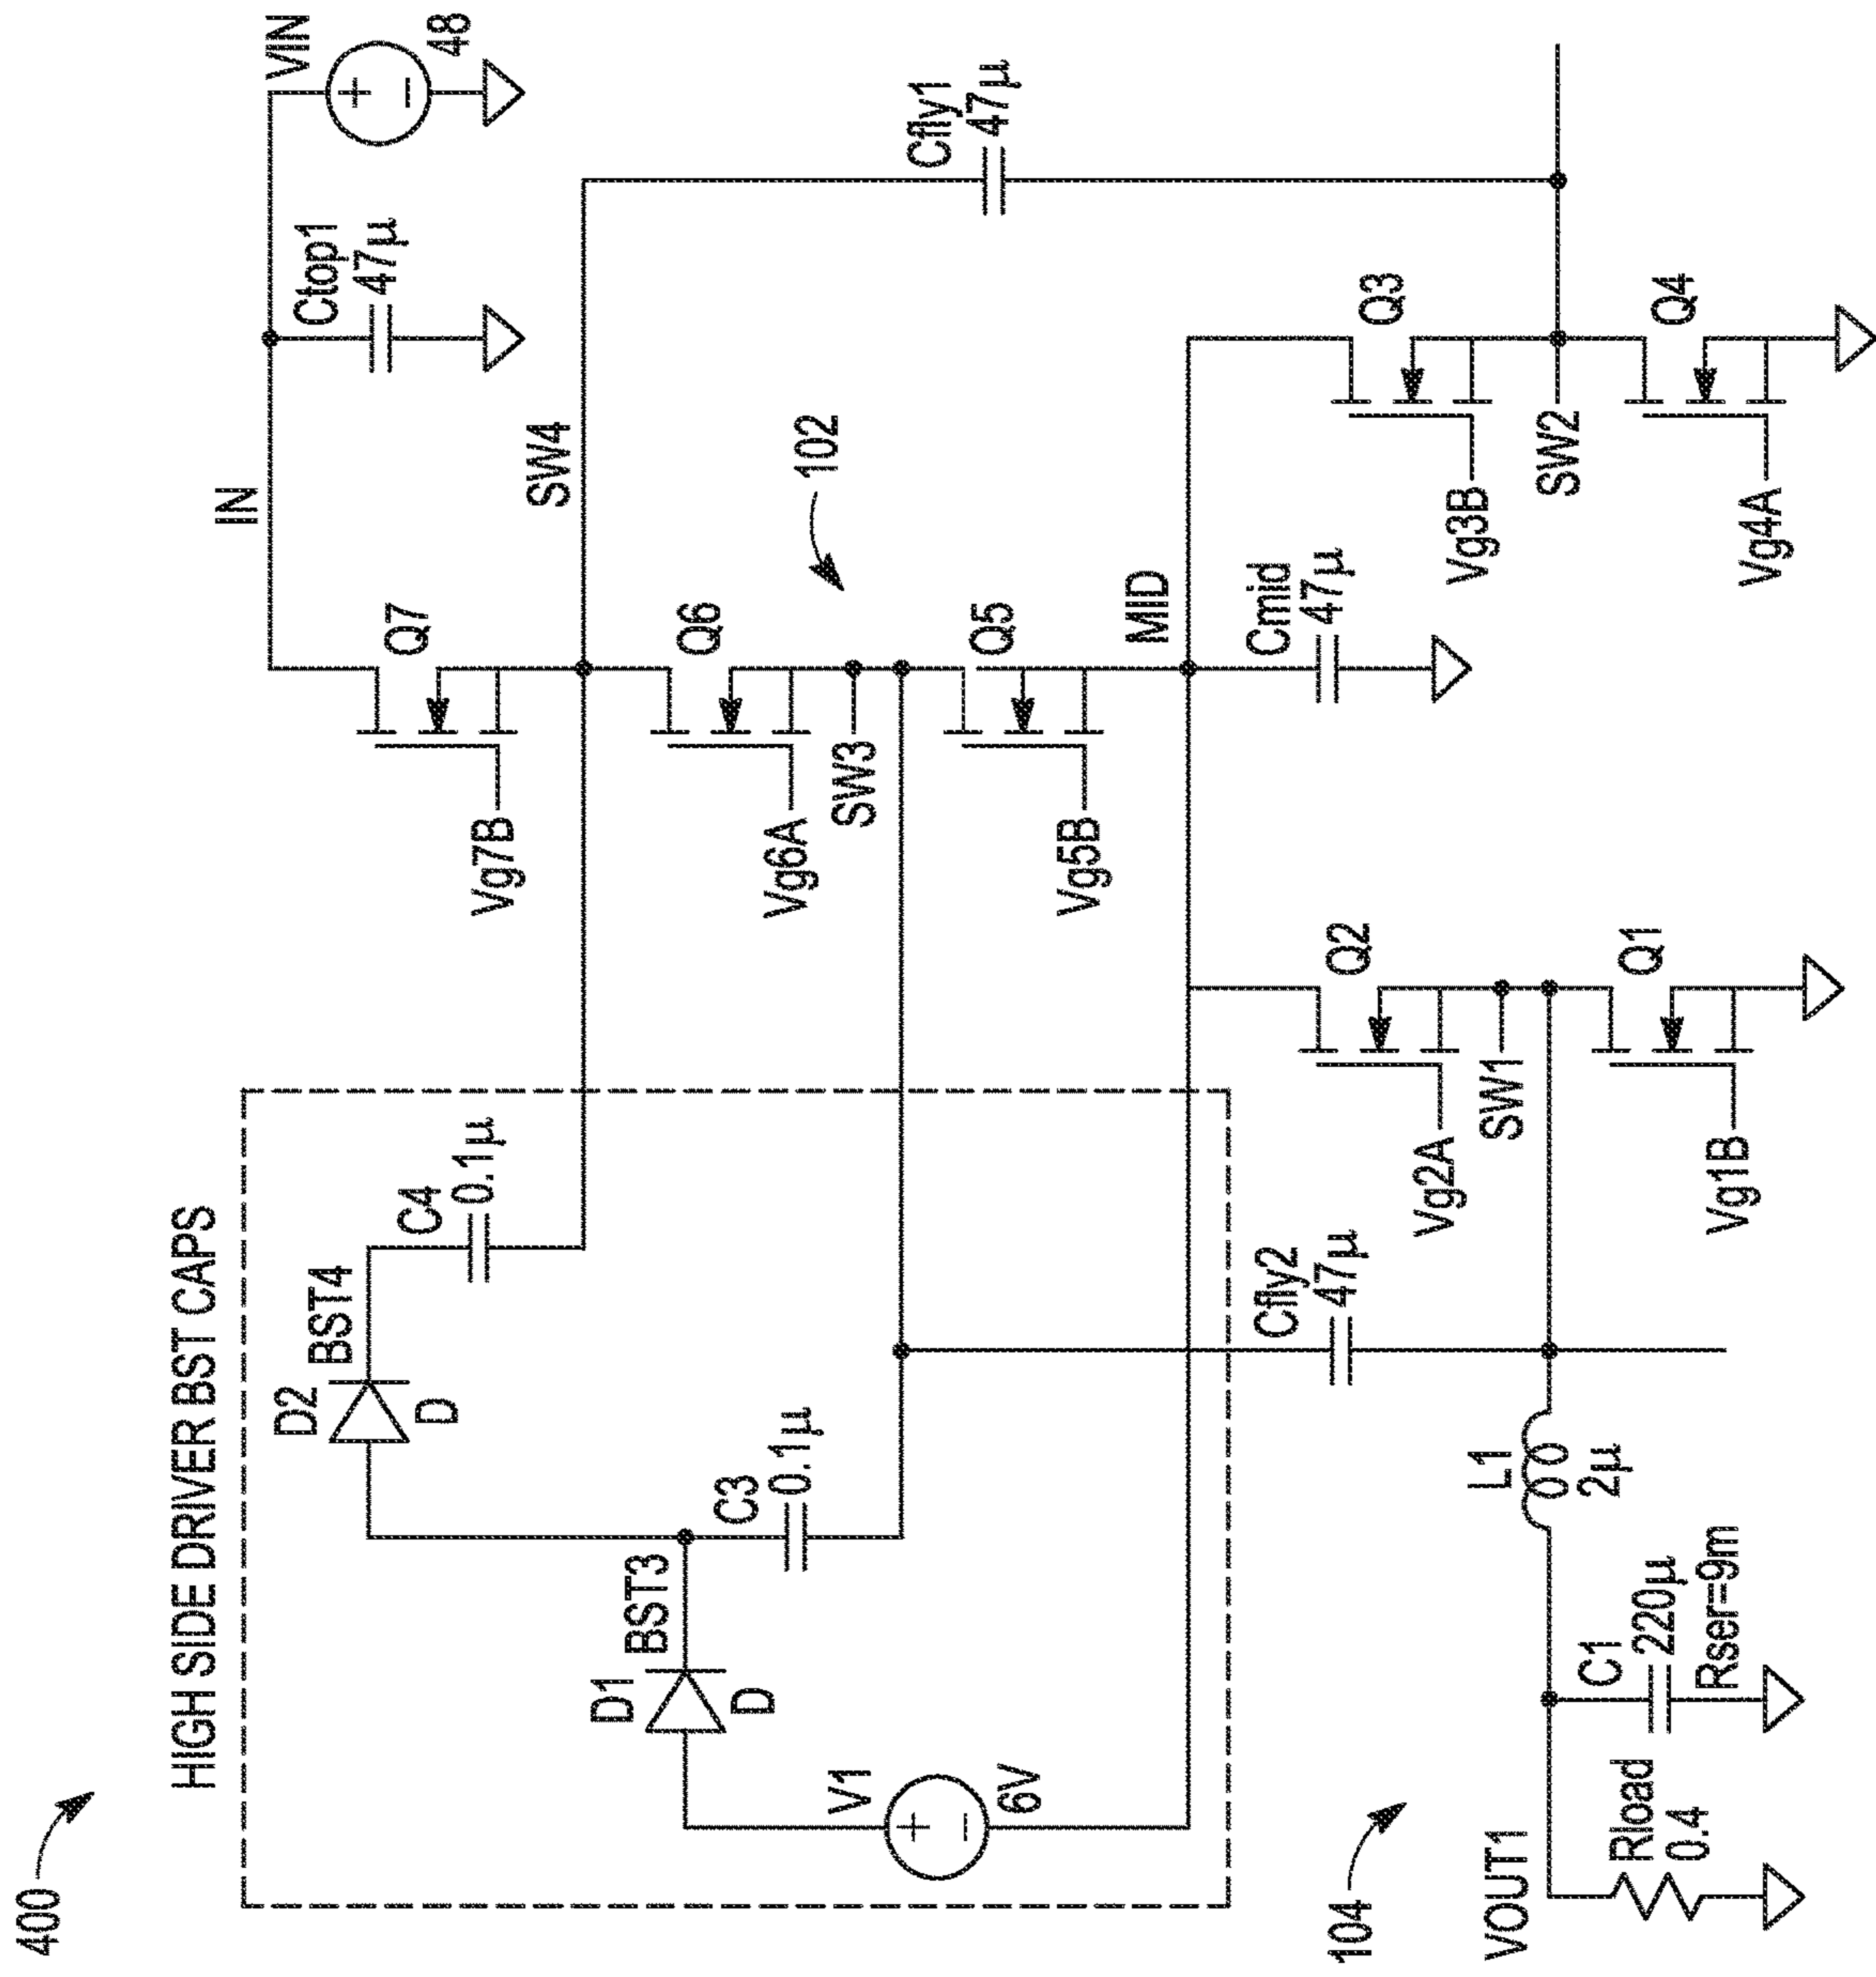 400
HIGH SIDE DRIVER BST CAPS
D2
D
BST4
C4
0.1µ
D1
D
BST3
C3
0.1µ
V1
6V
IN
VIN
48
Ctop1
47µ
Q7
Vg7B
SW4
Cfly1
47µ
Q6
Vg6A
SW3
102
Q5
Vg5B
MID
Cmid
47µ
Q3
Vg3B
SW2
Q4
Vg4A
Cfly2
47µ
Q2
Vg2A
SW1
Q1
Vg1B
104
VOUT1
Rload
0.4
C1
220µ
Rser=9m
L1
2µ